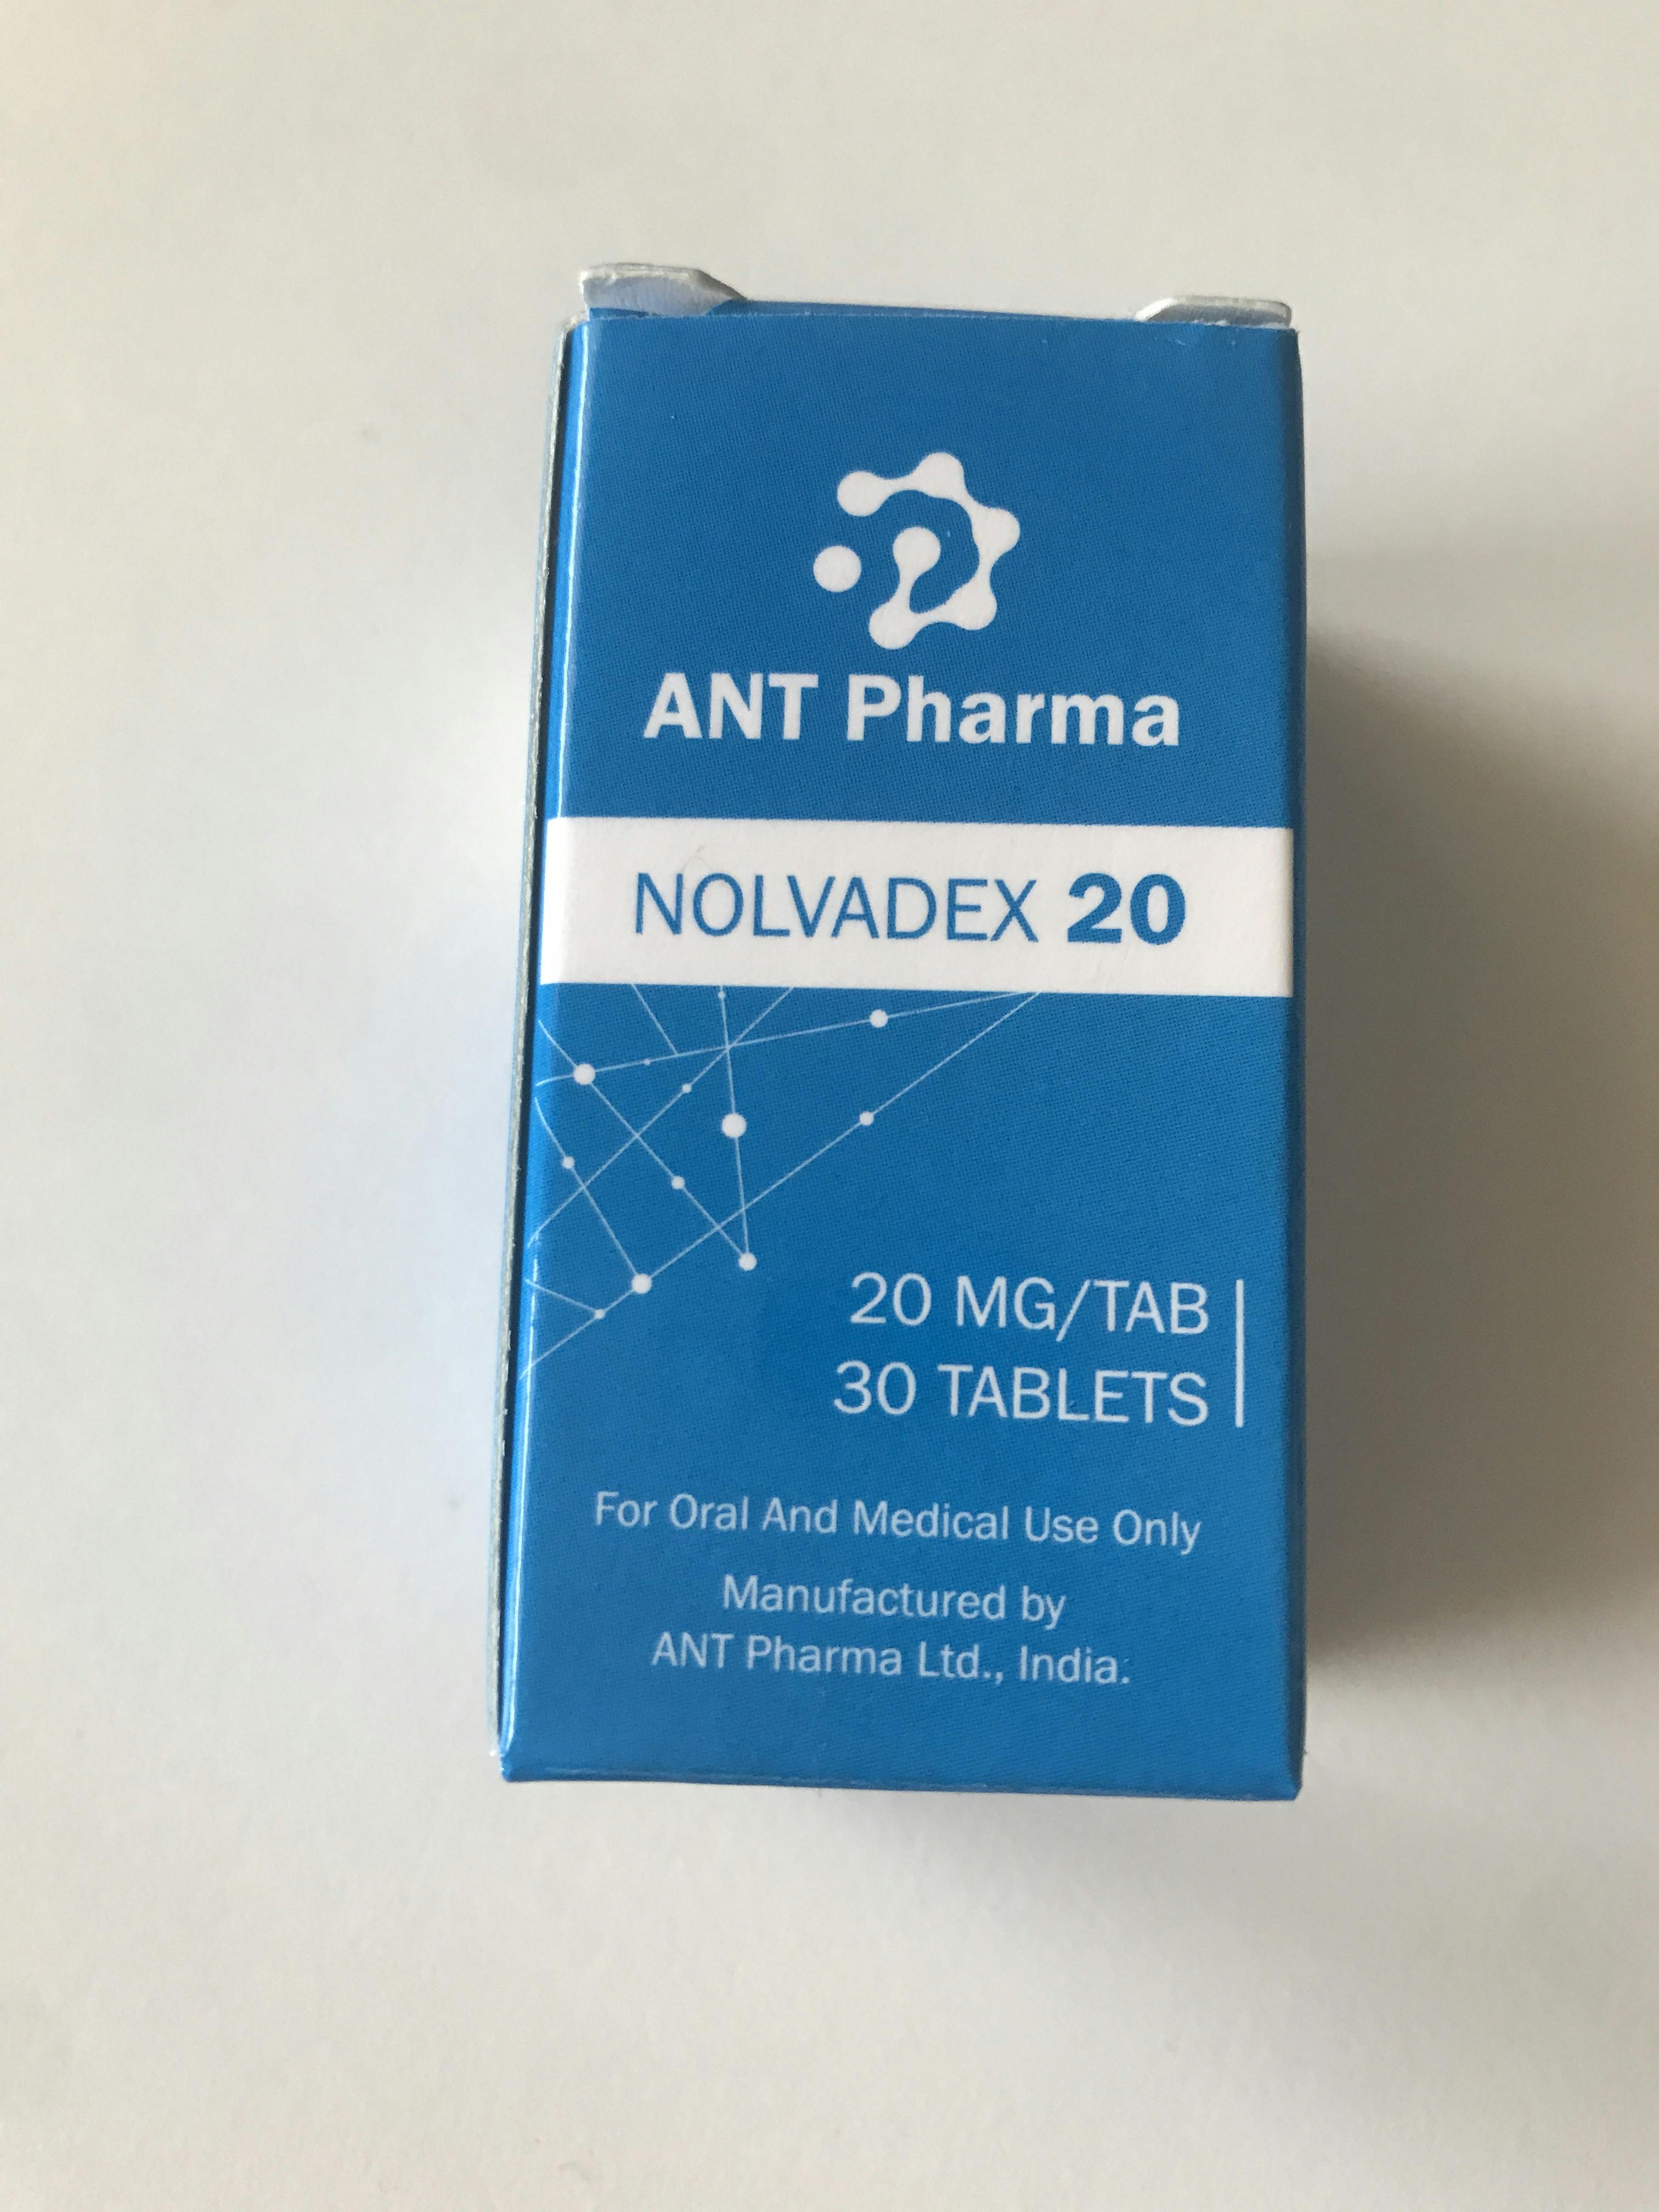 ANT Pharma
NOLVADEX 20
20 MG/TAB
30 TABLETS
For Oral And Medical Use Only
Manufactured by
ANT Pharma Ltd., India.